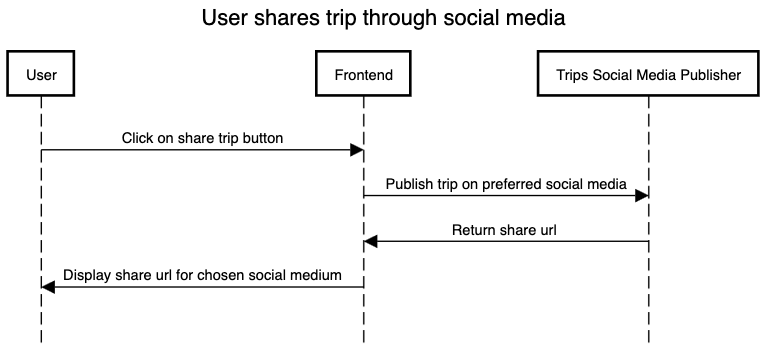 User shares trip through social media
User
Frontend
Trips Social Media Publisher
Click on share trip button
Publish trip on preferred social media
Return share url
Display share url for chosen social medium